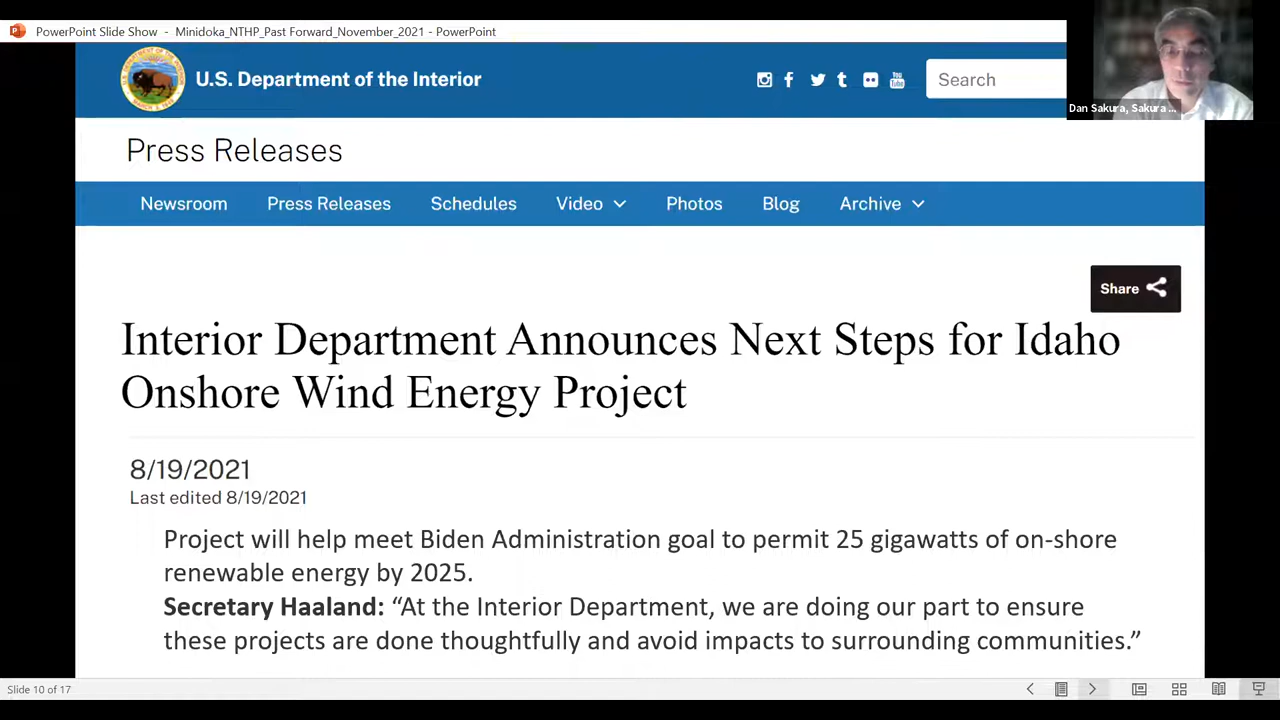 PowerPoint Slide Show - Minidoka_NTHP_Past Forward_November_2021 - PowerPoint
U.S. Department of the Interior
Search
Dan Sakura, Sakura ...
Press Releases
Newsroom Press Releases Schedules Video Photos Blog Archive
Share
Interior Department Announces Next Steps for Idaho
Onshore Wind Energy Project
8/19/2021
Last edited 8/19/2021
Project will help meet Biden Administration goal to permit 25 gigawatts of on-shore
renewable energy by 2025.
Secretary Haaland: “At the Interior Department, we are doing our part to ensure
these projects are done thoughtfully and avoid impacts to surrounding communities.”
Slide 10 of 17